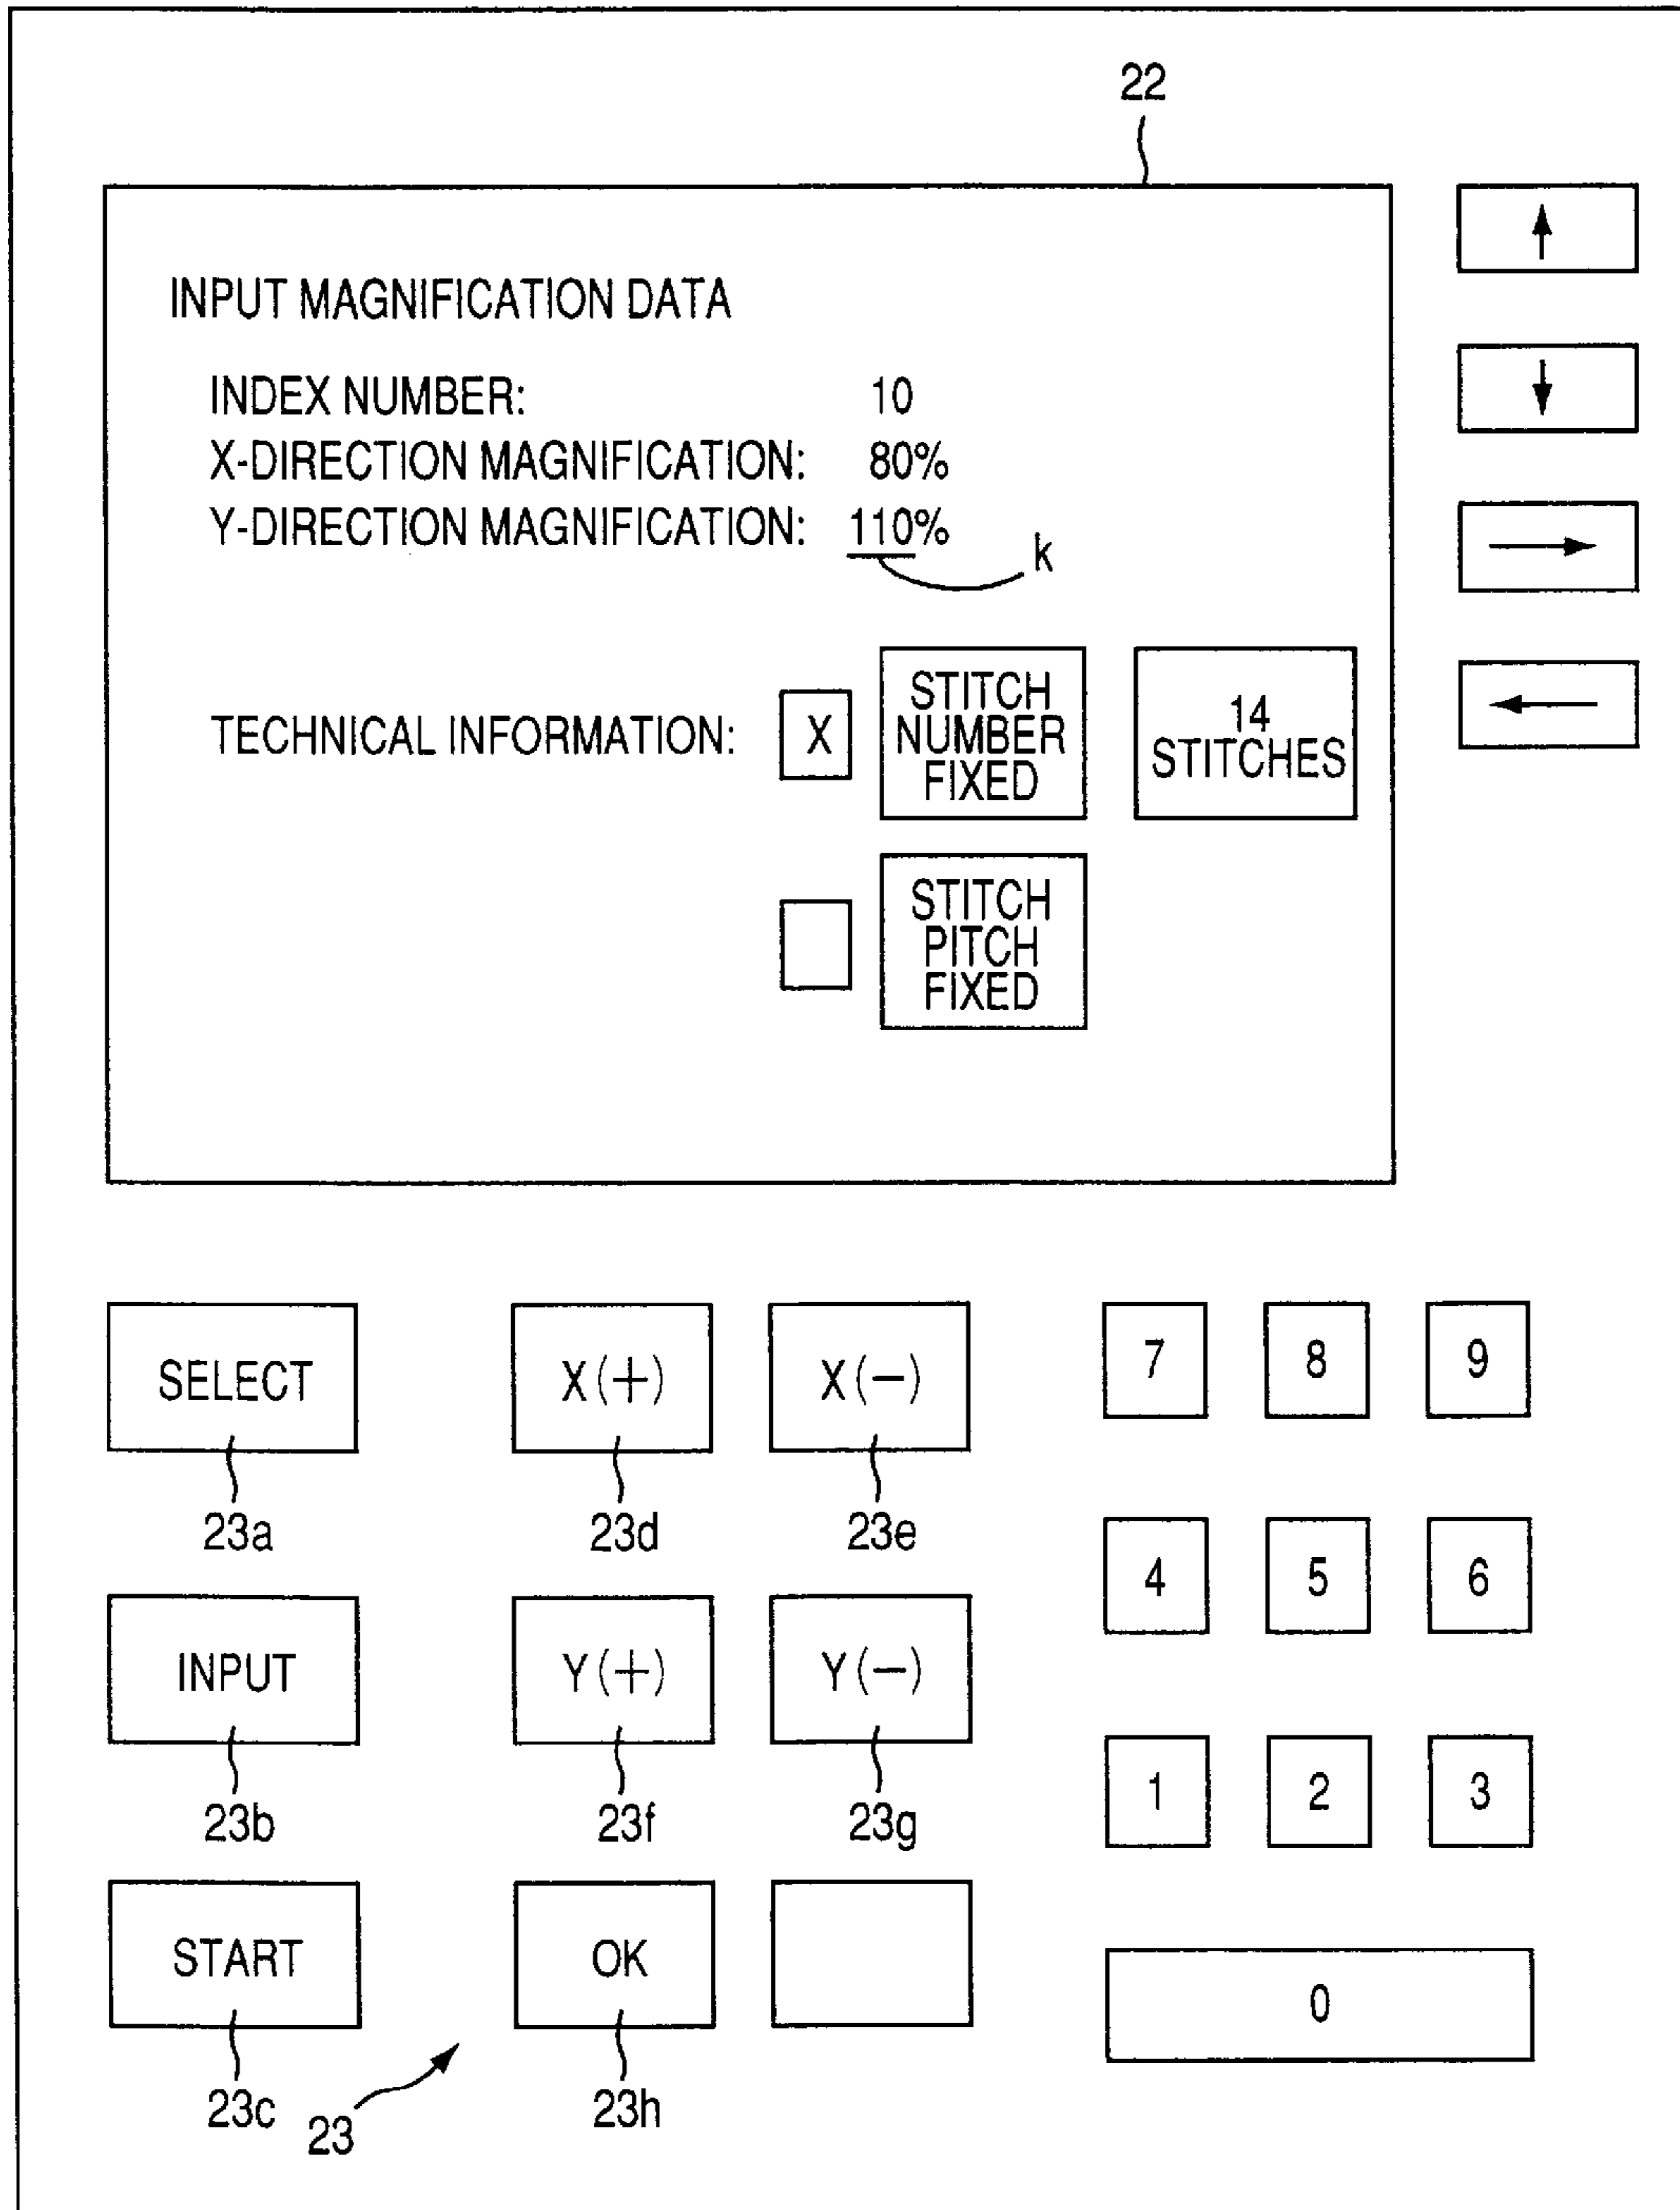 22
INPUT MAGNIFICATION DATA
INDEX NUMBER: 10
X-DIRECTION MAGNIFICATION: 80%
Y-DIRECTION MAGNIFICATION: 110%
k
TECHNICAL INFORMATION:
X
STITCH
NUMBER
FIXED
14
STITCHES
STITCH
PITCH
FIXED
SELECT
X(+)
X(−)
7
8
9
23a
23d
23e
4
5
6
INPUT
Y(+)
Y(−)
23b
23f
23g
1
2
3
START
OK
0
23c
23
23h